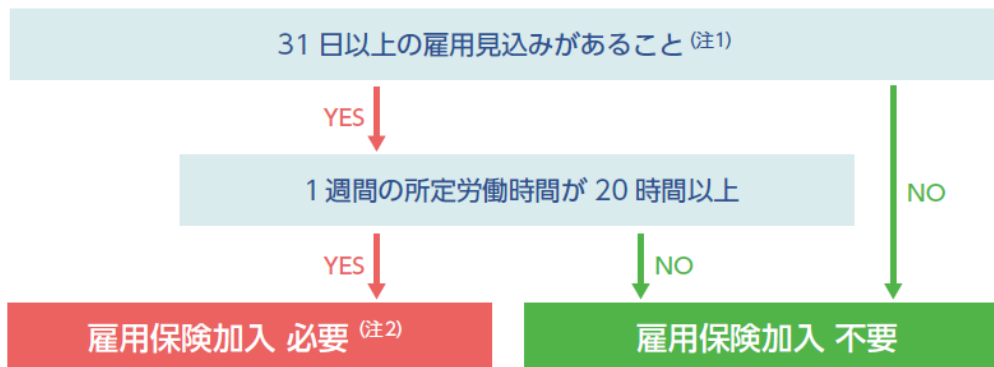 31 日以上の雇用見込みがあること (注1)
YES
1 週間の所定労働時間が 20 時間以上
NO
YES
NO
雇用保険加入 必要 (注2)
雇用保険加入 不要